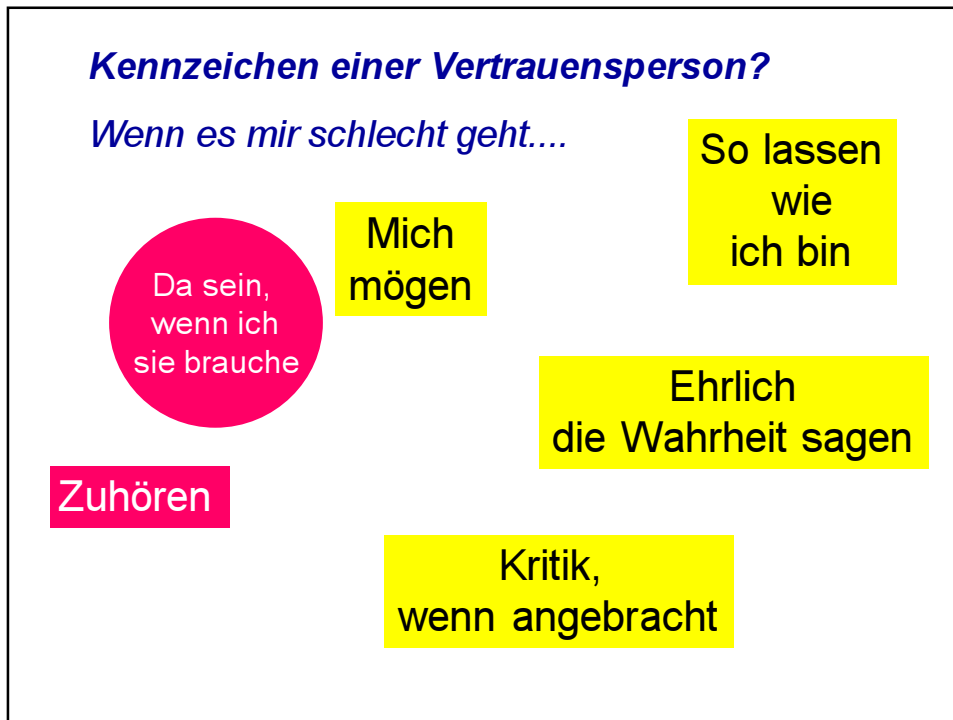 Kennzeichen einer Vertrauensperson?
Wenn es mir schlecht geht....
So lassen
wie
ich bin
Mich
mögen
Da sein,
wenn ich
sie brauche
Ehrlich
die Wahrheit sagen
Zuhören
Kritik,
wenn angebracht